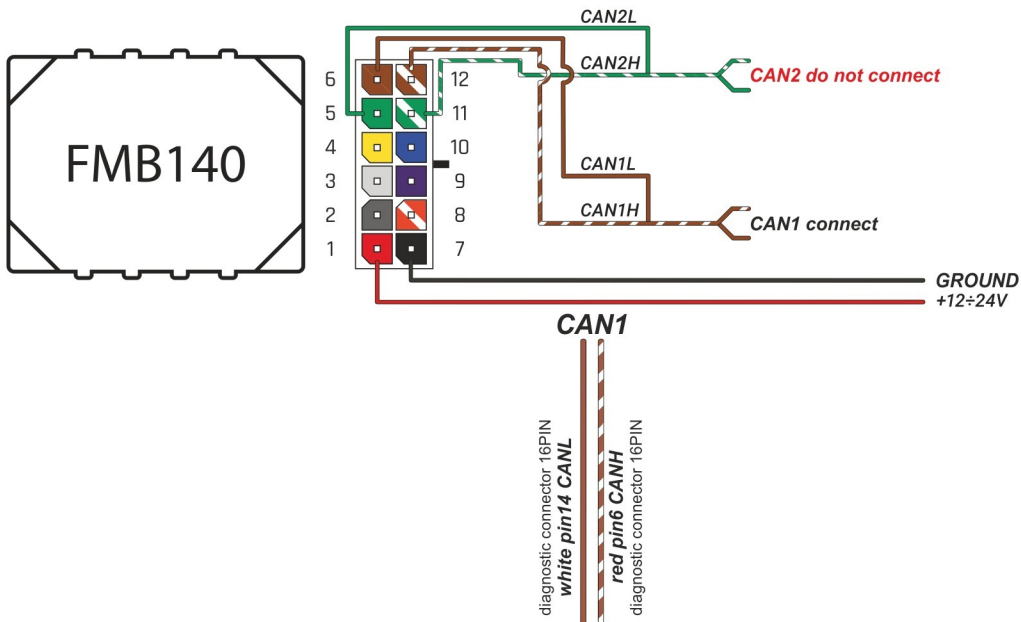 FMB140
CAN2L
CAN2H
CAN2 do not connect
6
12
5
11
4
10
3
9
2
8
1
7
CAN1L
CAN1H
CAN1 connect
GROUND
+12÷24V
CAN1
diagnostic connector 16PIN
white pin14 CANL
red pin6 CANH
diagnostic connector 16PIN